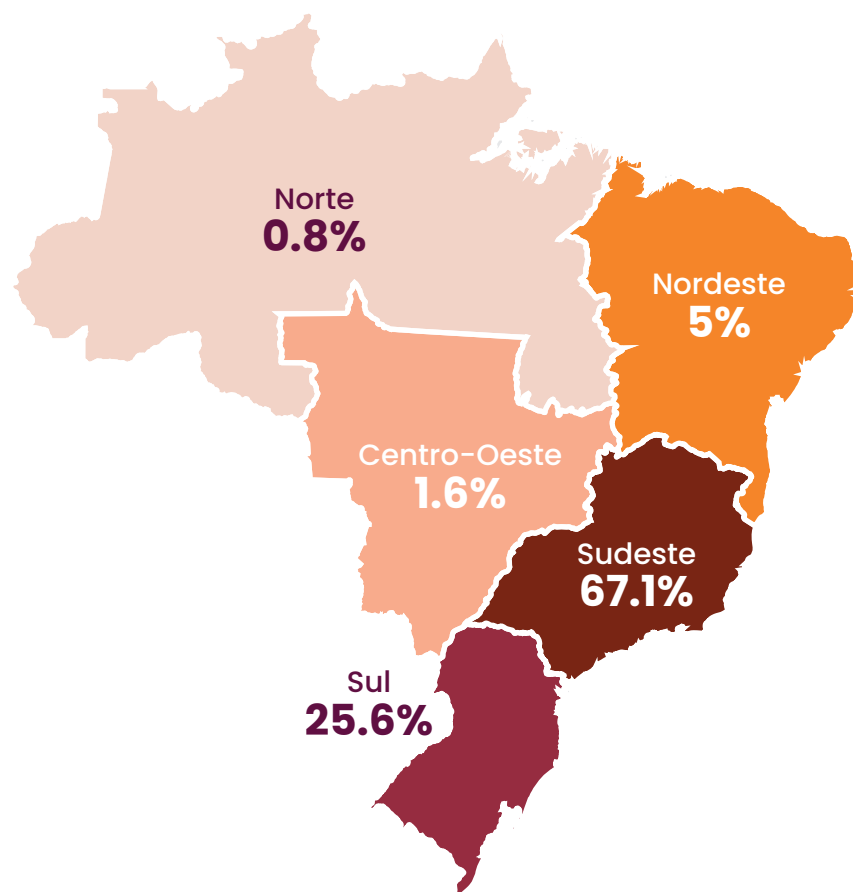 Norte
0.8%
Nordeste
5%
Centro-Oeste
1.6%
Sudeste
67.1%
Sul
25.6%